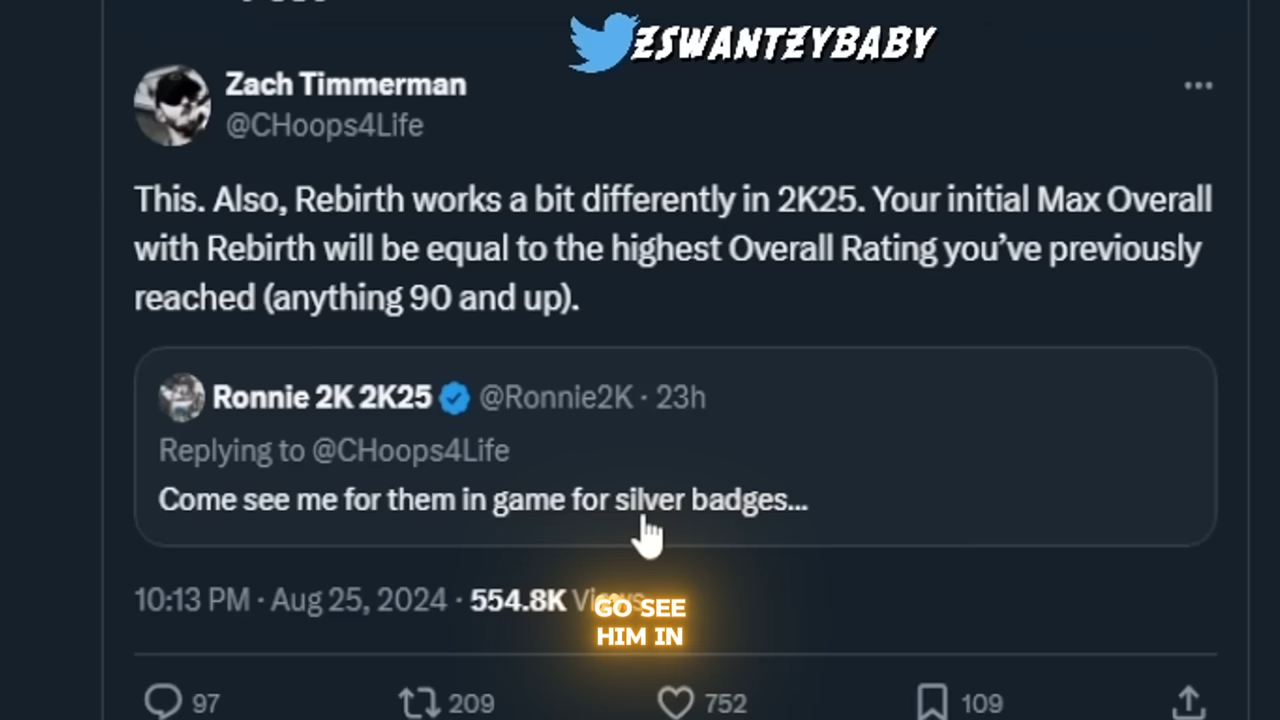 ZSWANTZYBABY
Zach Timmerman
@CHoops4Life
This. Also, Rebirth works a bit differently in 2K25. Your initial Max Overall
with Rebirth will be equal to the highest Overall Rating you’ve previously
reached (anything 90 and up).
Ronnie 2K 2K25 @Ronnie2K · 23h
Replying to @CHoops4Life
Come see me for them in game for silver badges...
10:13 PM · Aug 25, 2024 · 554.8K Views
GO SEE
HIM IN
97 209 752 109